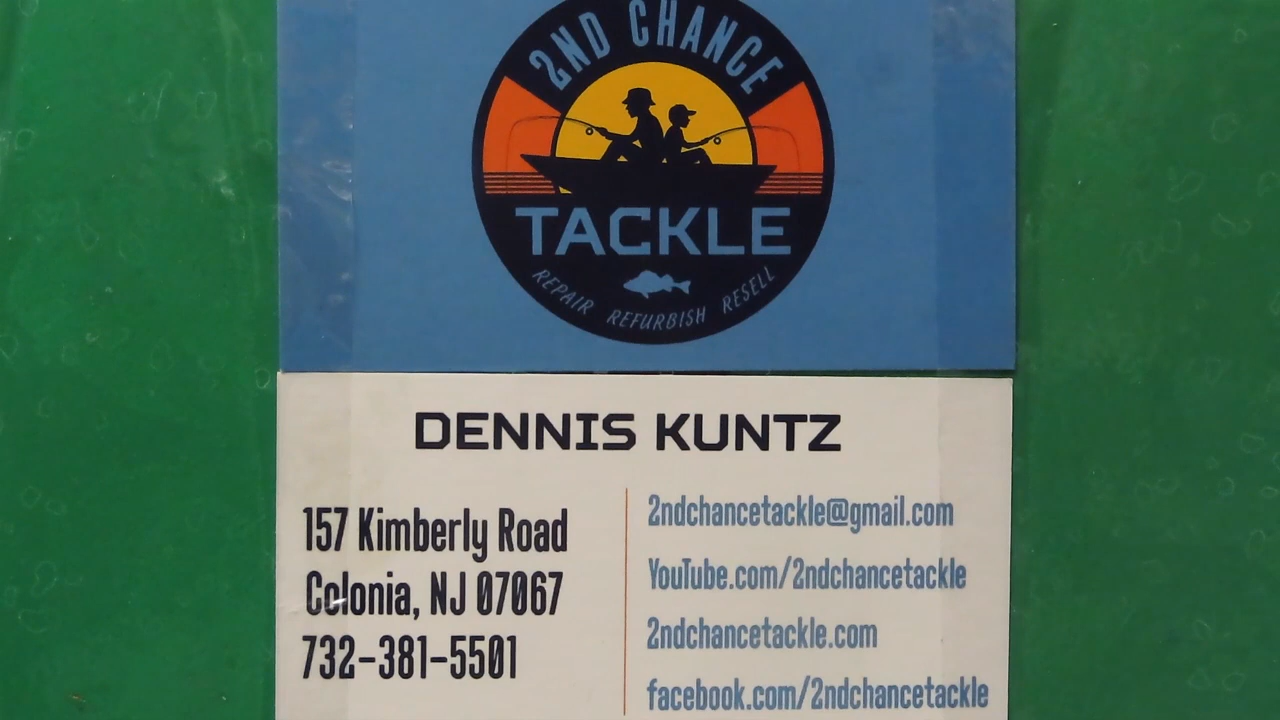 2ND CHANCE
TACKLE
REPAIR REFURBISH RESELL
DENNIS KUNTZ
157 Kimberly Road
Colonia, NJ 07067
732-381-5501
2ndchancetackle@gmail.com
YouTube.com/2ndchancetackle
2ndchancetackle.com
facebook.com/2ndchancetackle